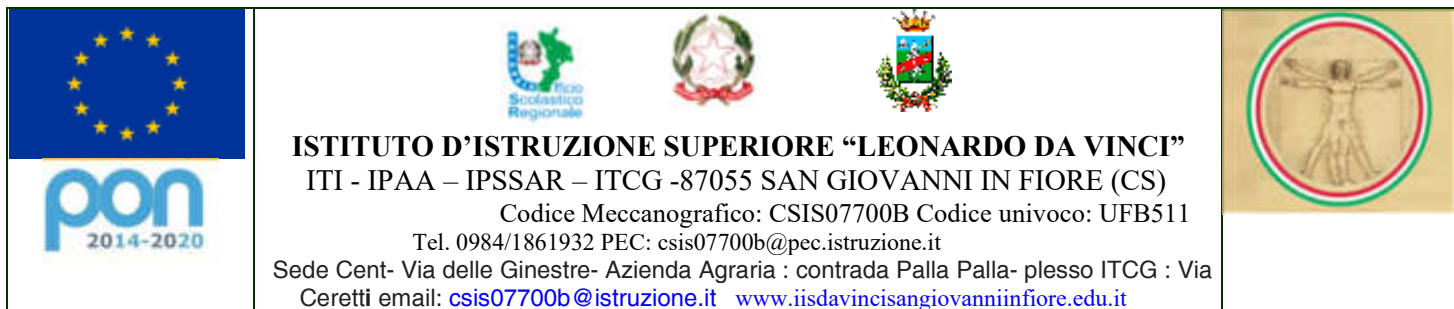 pon
2014-2020
fficio
Scolastico
Regionale
ISTITUTO D’ISTRUZIONE SUPERIORE “LEONARDO DA VINCI”
ITI - IPAA – IPSSAR – ITCG -87055 SAN GIOVANNI IN FIORE (CS)
Codice Meccanografico: CSIS07700B Codice univoco: UFB511
Tel. 0984/1861932 PEC: csis07700b@pec.istruzione.it
Sede Cent- Via delle Ginestre- Azienda Agraria : contrada Palla Palla- plesso ITCG : Via
Ceretti email: csis07700b@istruzione.it www.iisdavincisangiovanniinfiore.edu.it